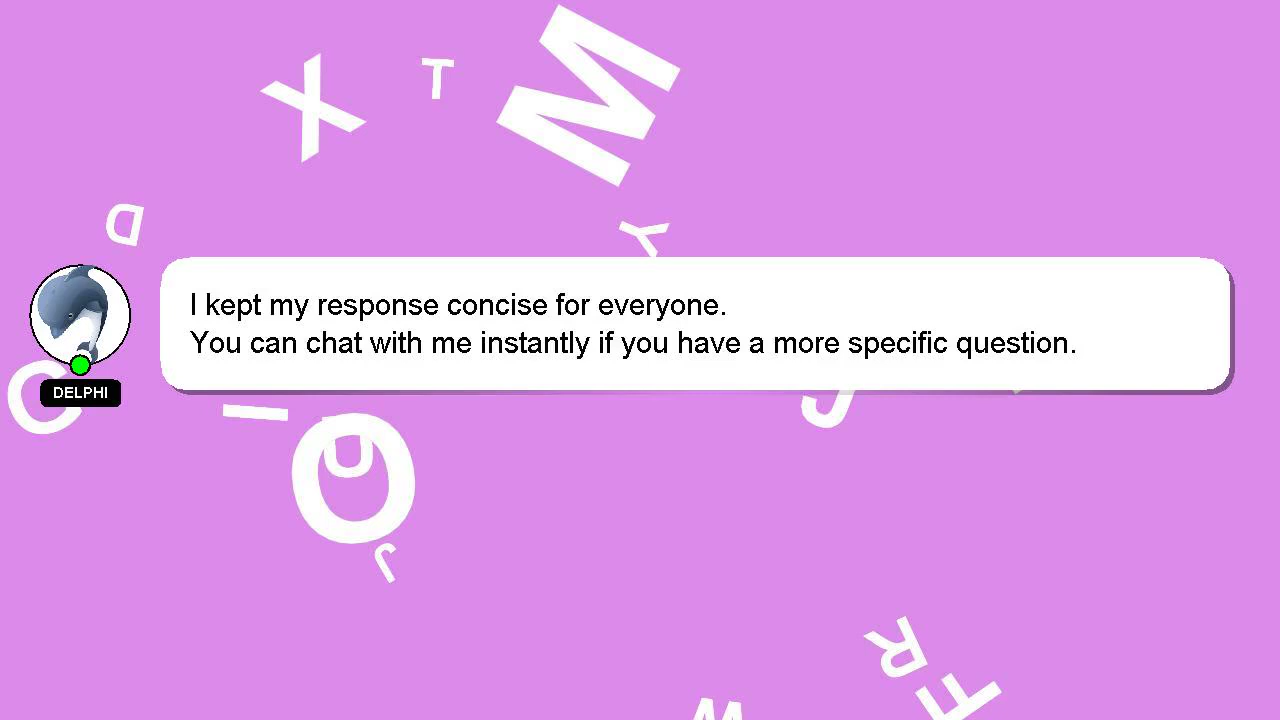 X
T
M
D
Y
I kept my response concise for everyone.
You can chat with me instantly if you have a more specific question.
DELPHI
C
I
O
U
J
J
R
F
W